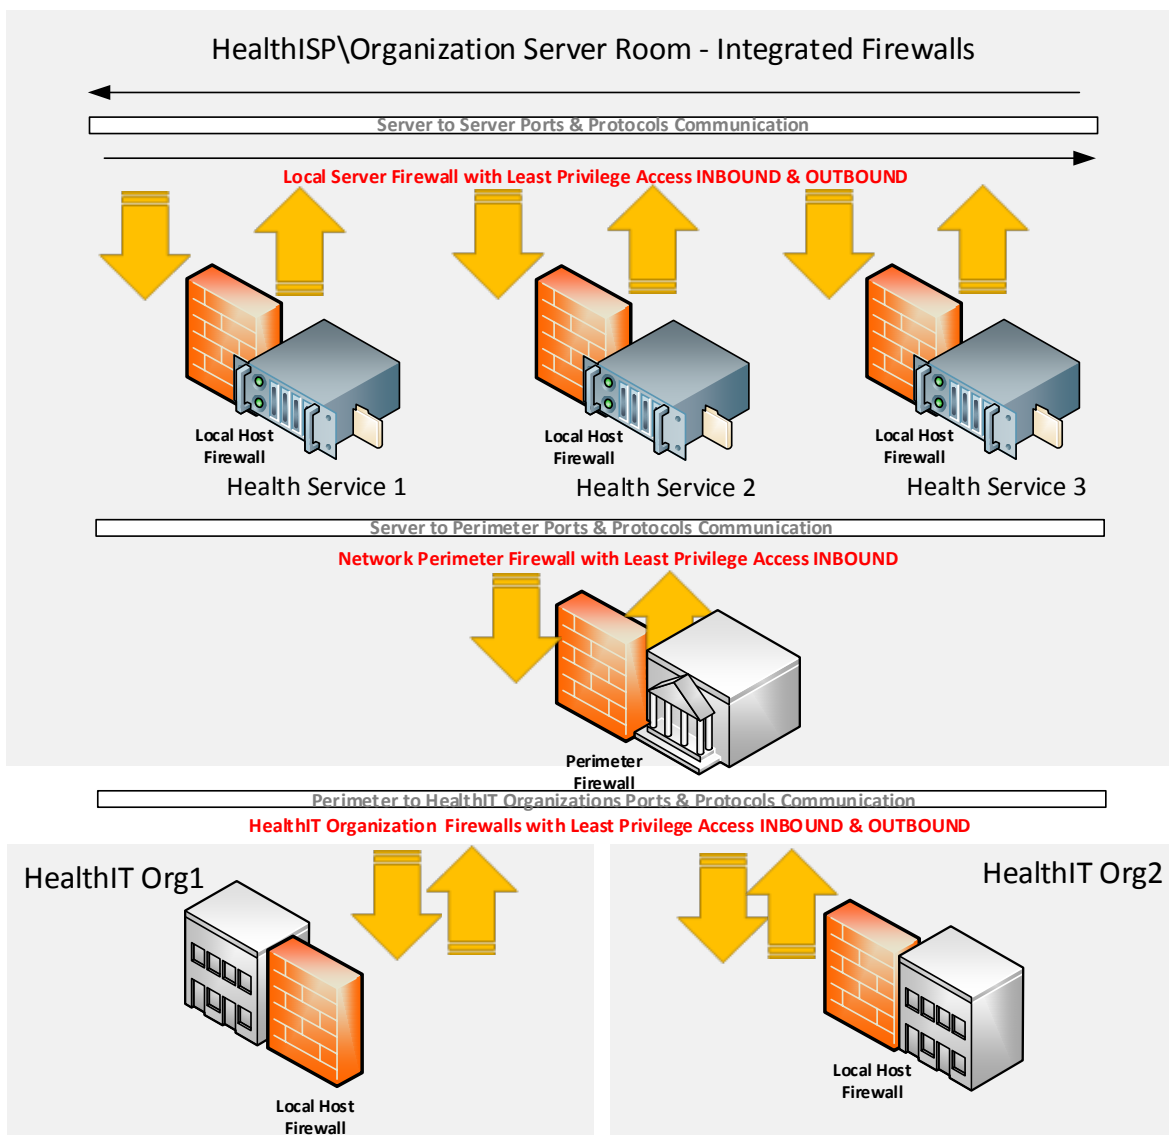 HealthISP\Organization Server Room - Integrated Firewalls
Server to Server Ports & Protocols Communication
Local Server Firewall with Least Privilege Access INBOUND & OUTBOUND
Local Host
Firewall
Health Service 1
Local Host
Firewall
Health Service 2
Local Host
Firewall
Health Service 3
Server to Perimeter Ports & Protocols Communication
Network Perimeter Firewall with Least Privilege Access INBOUND
Perimeter
Firewall
Perimeter to HealthIT Organizations Ports & Protocols Communication
HealthIT Organization Firewalls with Least Privilege Access INBOUND & OUTBOUND
HealthIT Org1
Local Host
Firewall
HealthIT Org2
Local Host
Firewall